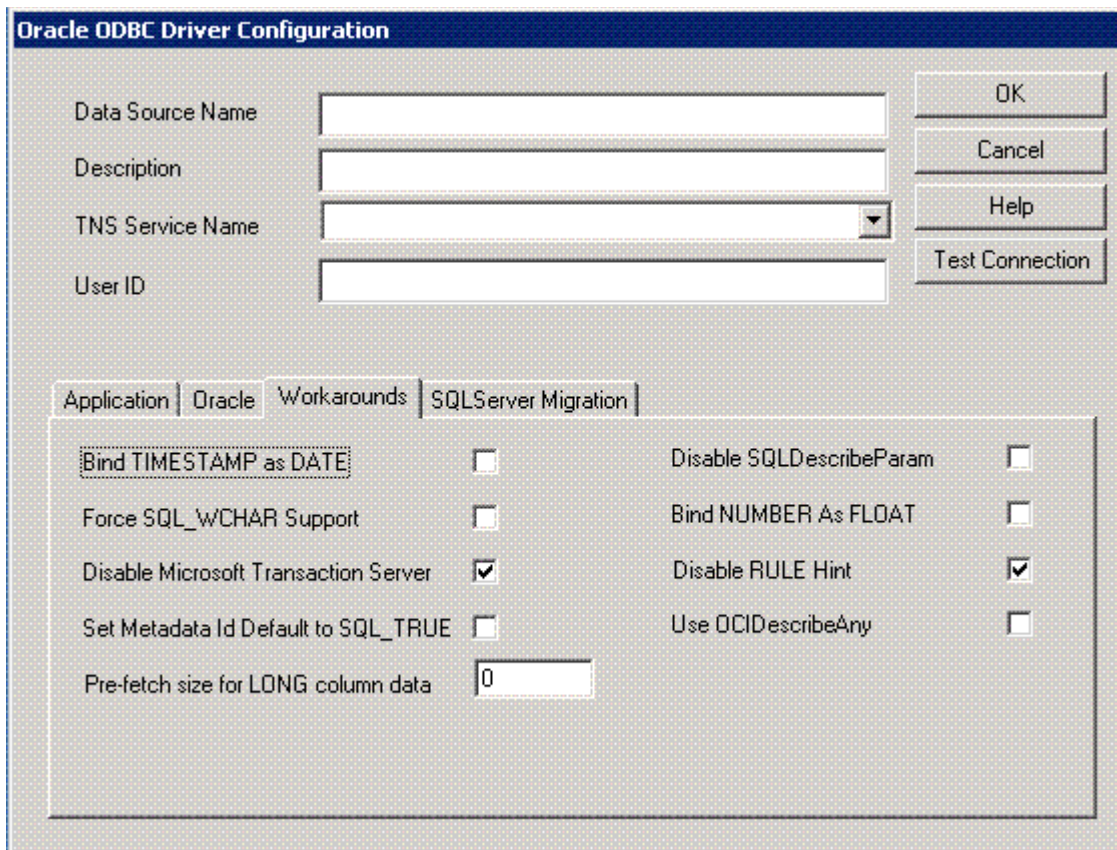 Oracle ODBC Driver Configuration
Data Source Name
OK
Description
Cancel
TNS Service Name
Help
User ID
Test Connection
Application
Oracle
Workarounds
SQLServer Migration
Bind TIMESTAMP as DATE
Disable SQLDescribeParam
Force SQL_WCHAR Support
Bind NUMBER As FLOAT
Disable Microsoft Transaction Server
Disable RULE Hint
Set Metadata Id Default to SQL_TRUE
Use OCIDescribeAny
Pre-fetch size for LONG column data
0